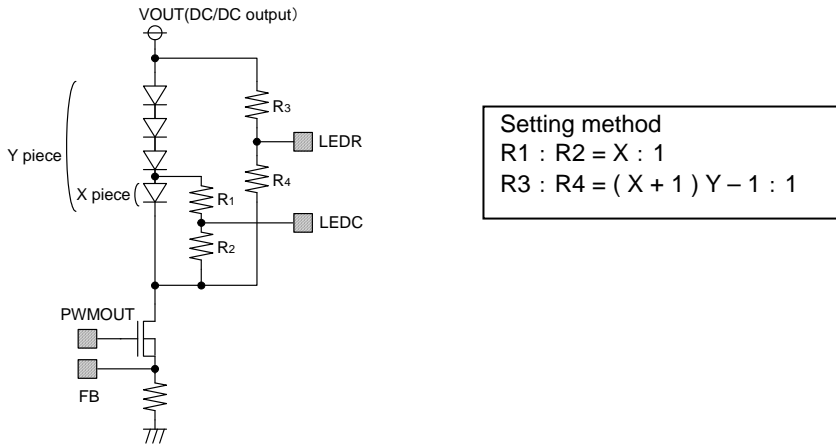 VOUT(DC/DC output）
R3
LEDR
Y piece
R4
X piece
R1
LEDC
R2
PWMOUT
FB
Setting method
R1 : R2 = X : 1
R3 : R4 = ( X + 1 ) Y – 1 : 1